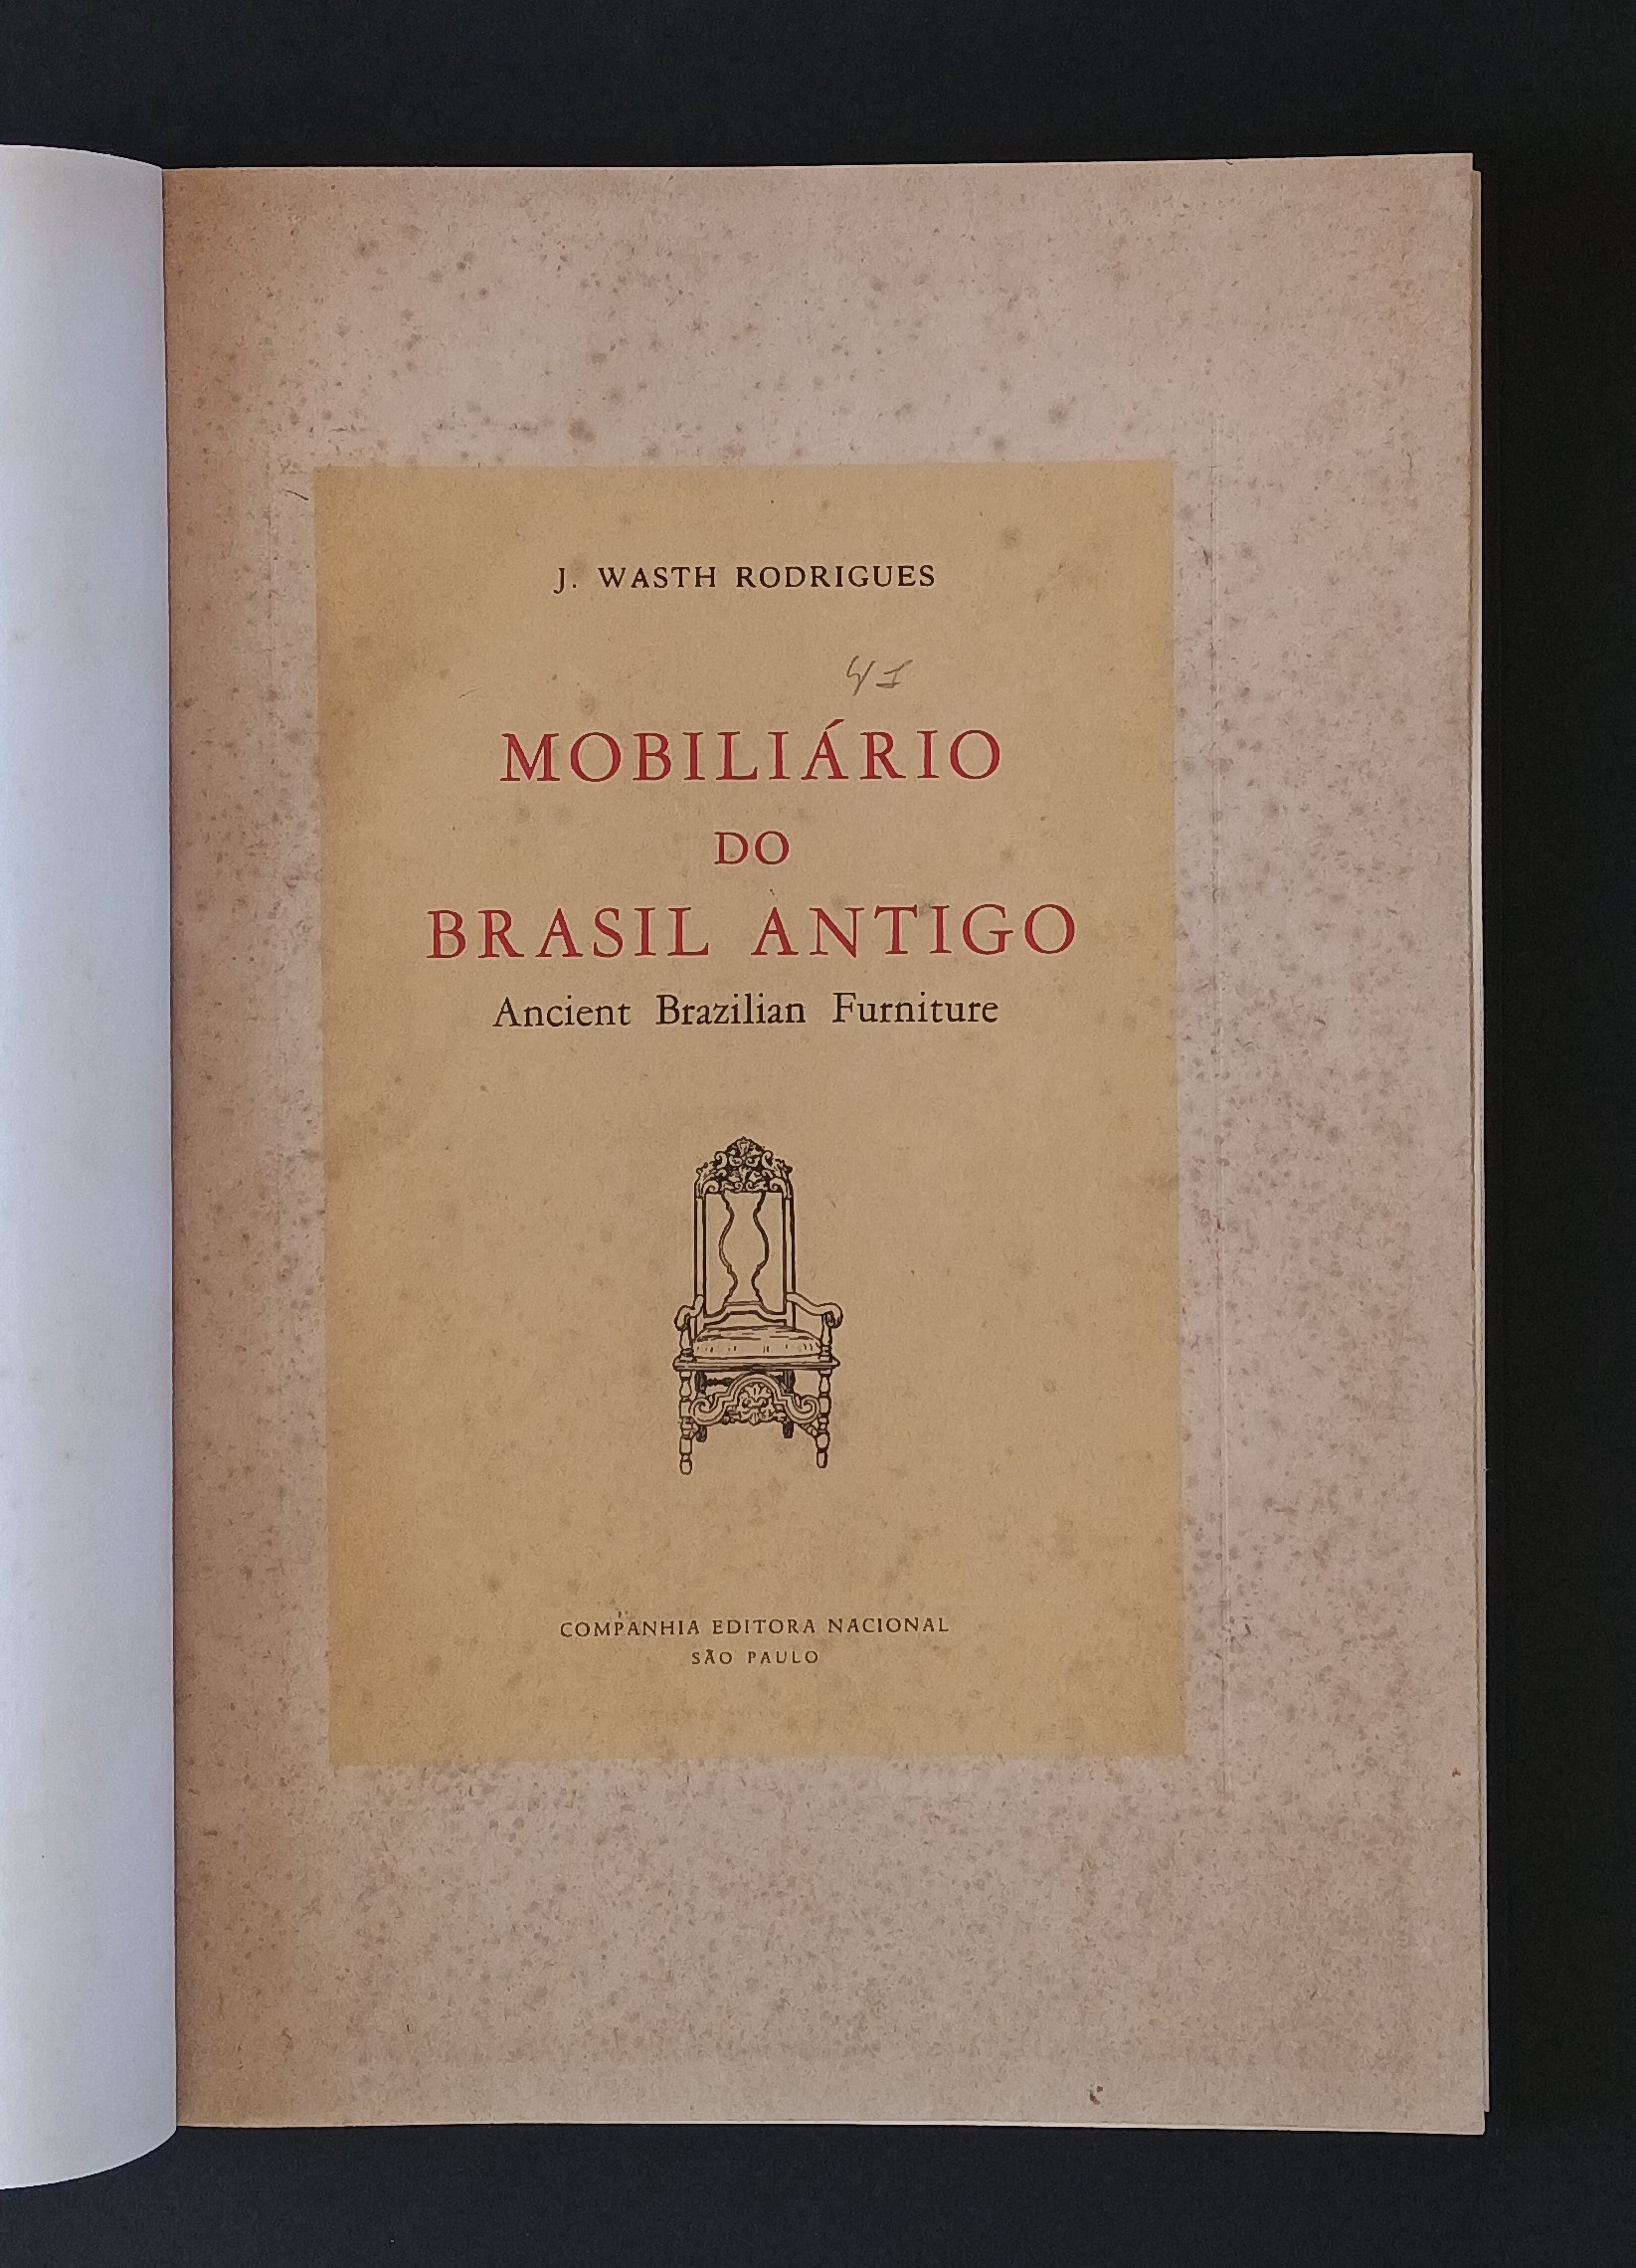 J. WASTH RODRIGUES
MOBILIÁRIO
DO
BRASIL ANTIGO
Ancient Brazilian Furniture
COMPANHIA EDITORA NACIONAL
SÃO PAULO